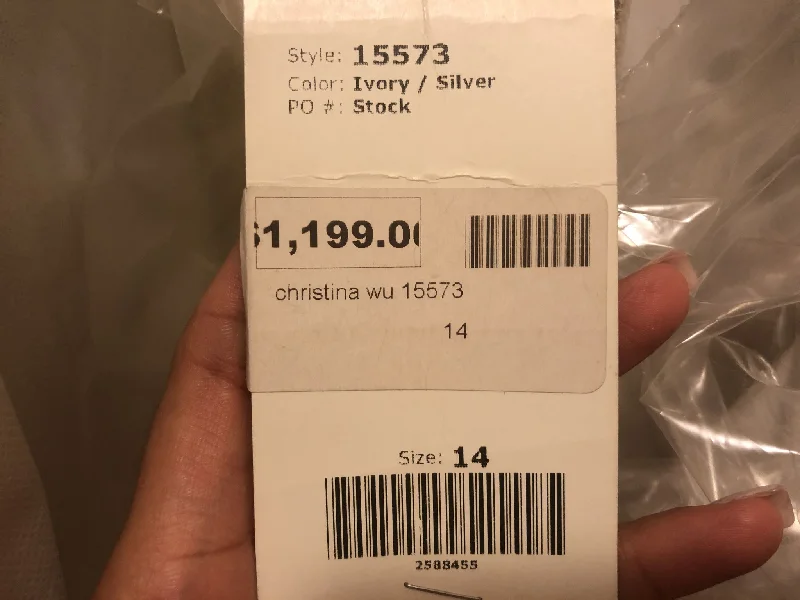 Style: 15573
Color: Ivory / Silver
PO #: Stock
$1,199.00
christina wu 15573
14
Size: 14
2588455